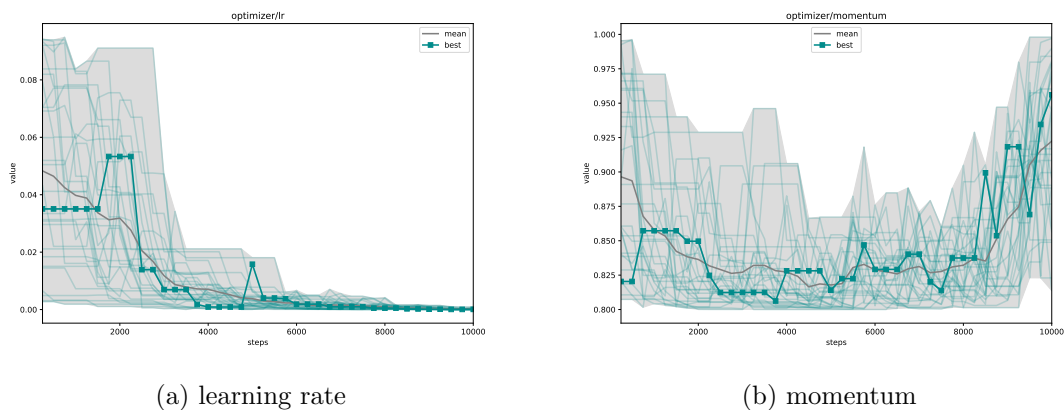 optimizer/lr
mean
best
0.08
0.06
0.04
0.02
0.00
value
2000
4000
6000
8000
10000
steps
(a) learning rate
optimizer/momentum
mean
best
1.000
0.975
0.950
0.925
0.900
0.875
0.850
0.825
0.800
value
2000
4000
6000
8000
10000
steps
(b) momentum